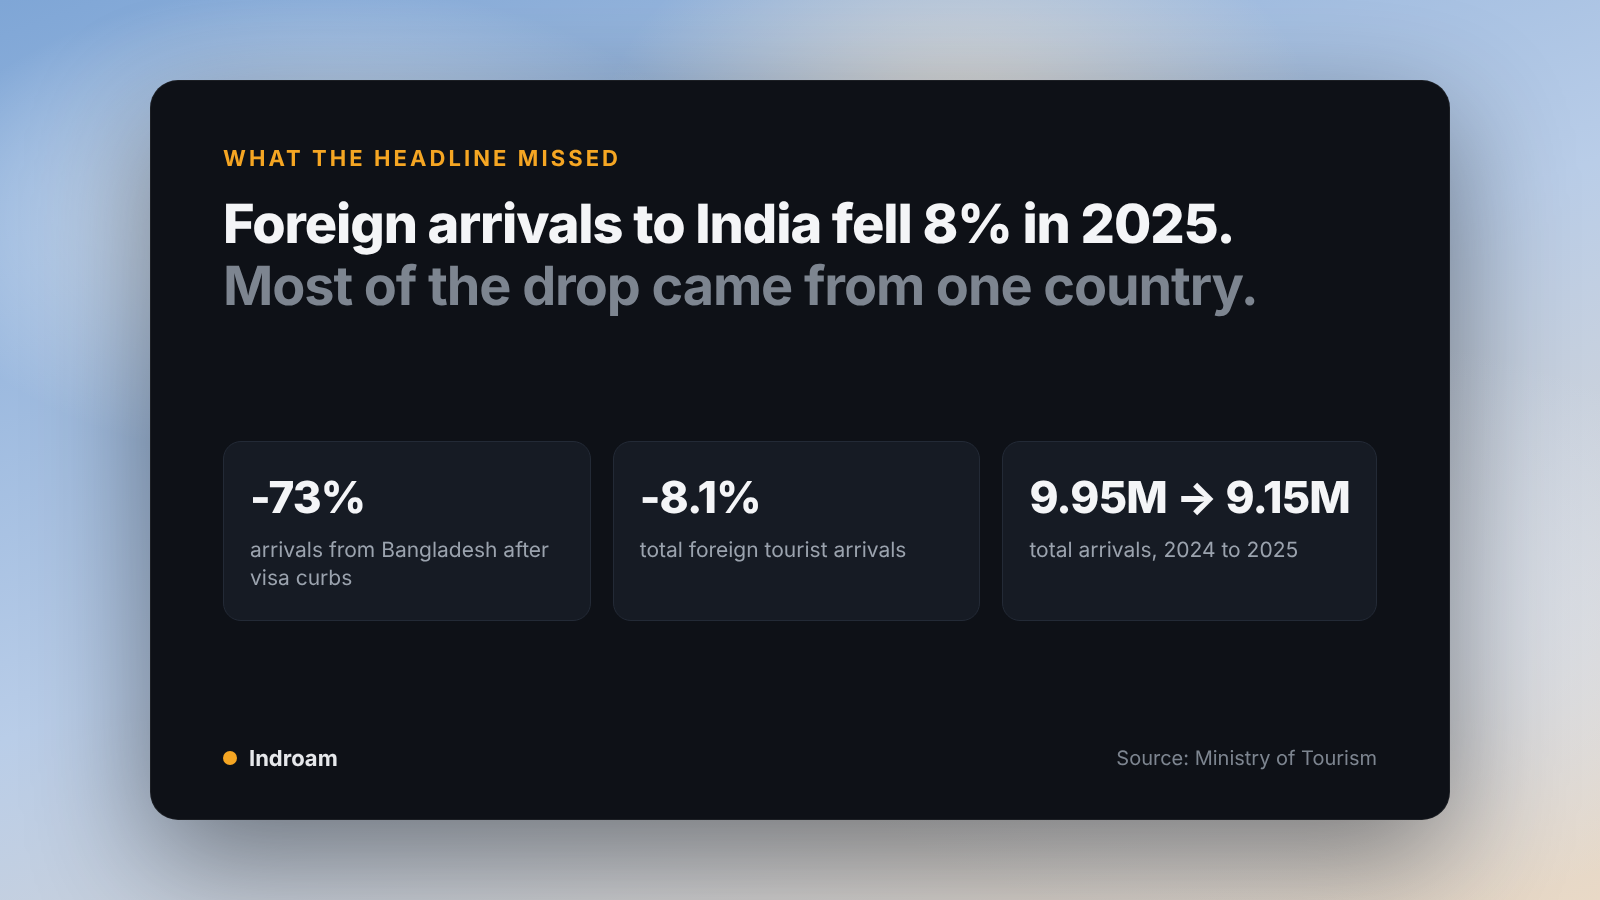 WHAT THE HEADLINE MISSED
Foreign arrivals to India fell 8% in 2025.
Most of the drop came from one country.
-73%
arrivals from Bangladesh after
visa curbs
-8.1%
total foreign tourist arrivals
9.95M → 9.15M
total arrivals, 2024 to 2025
Indroam
Source: Ministry of Tourism